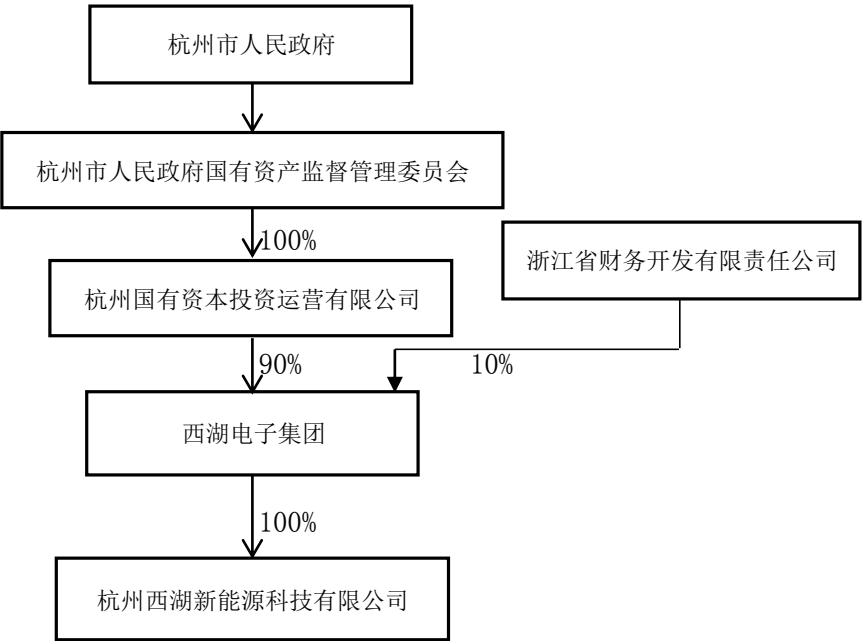 杭州市人民政府
杭州市人民政府国有资产监督管理委员会
100%
浙江省财务开发有限责任公司
杭州国有资本投资运营有限公司
90%
10%
西湖电子集团
100%
杭州西湖新能源科技有限公司